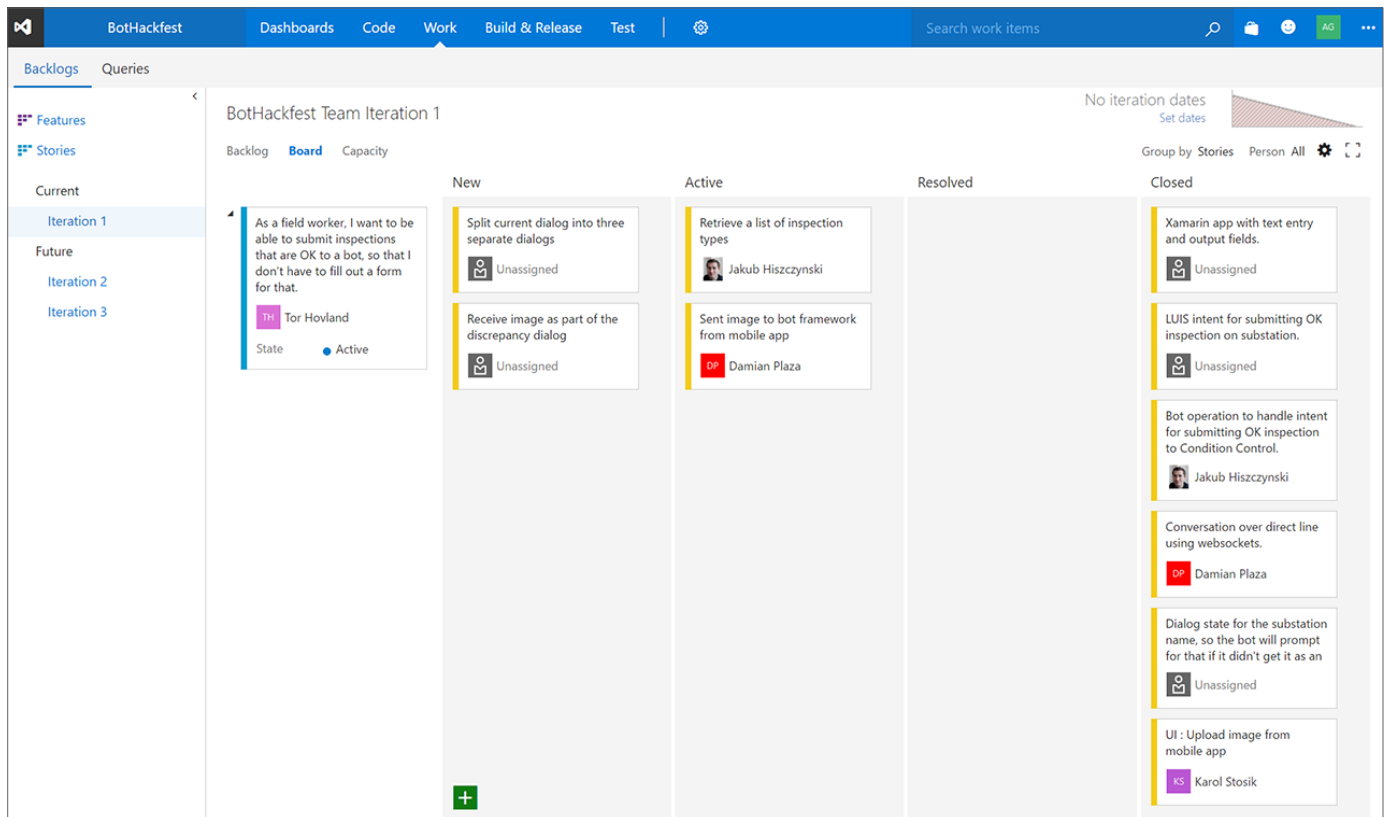 BotHackfest
Dashboards Code Work Build & Release Test
Search work items
AG
Backlogs Queries
Features
Stories
Current
Iteration 1
Future
Iteration 2
Iteration 3
BotHackfest Team Iteration 1
No iteration dates
Set dates
Backlog Board Capacity
Group by Stories Person All
New Active Resolved Closed
As a field worker, I want to be
able to submit inspections
that are OK to a bot, so that I
don't have to fill out a form
for that.
TH Tor Hovland
State Active
Split current dialog into three
separate dialogs
Unassigned
Receive image as part of the
discrepancy dialog
Unassigned
Retrieve a list of inspection
types
Jakub Hiszczynski
Sent image to bot framework
from mobile app
DP Damian Plaza
Xamarin app with text entry
and output fields.
Unassigned
LUIS intent for submitting OK
inspection on substation.
Unassigned
Bot operation to handle intent
for submitting OK inspection
to Condition Control.
Jakub Hiszczynski
Conversation over direct line
using websockets.
DP Damian Plaza
Dialog state for the substation
name, so the bot will prompt
for that if it didn't get it as an
Unassigned
UI : Upload image from
mobile app
KS Karol Stosik